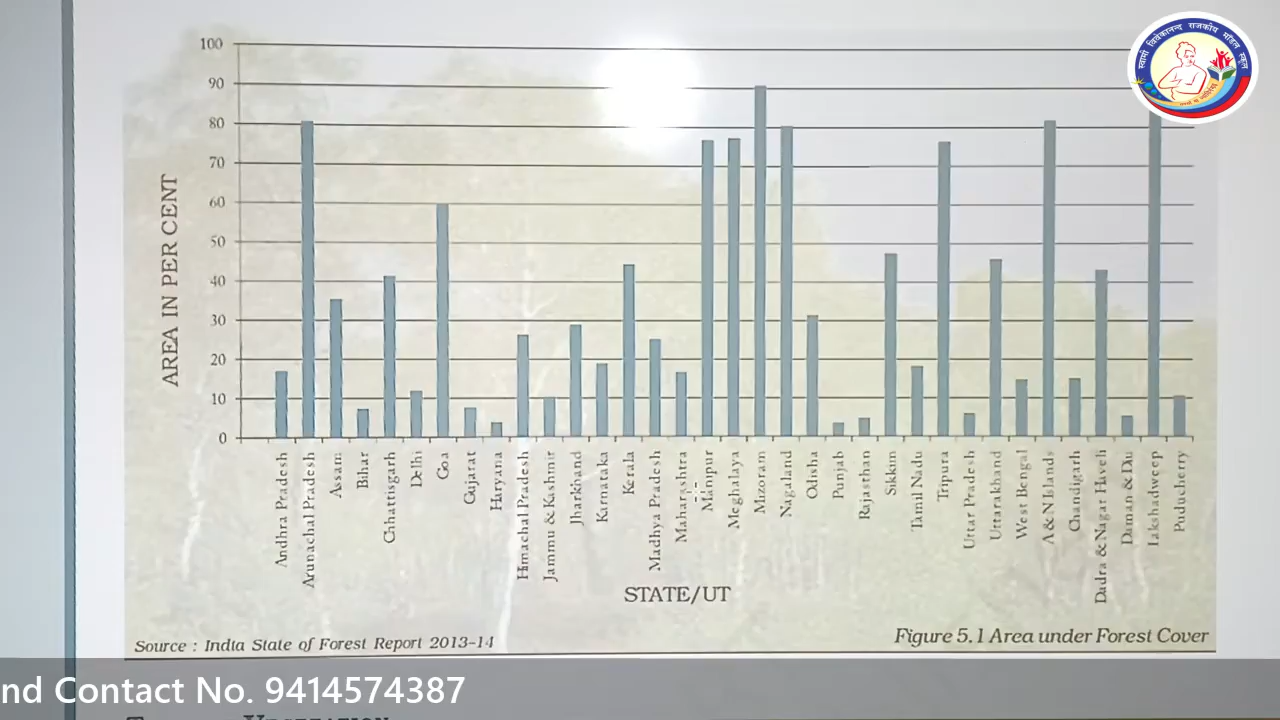 स्वामी विवेकानन्द राजकीय मॉडल स्कूल
AREA IN PER CENT
100
90
80
70
60
50
40
30
20
10
0
Andhra Pradesh
Arunachal Pradesh
Assam
Bihar
Chhattisgarh
Delhi
Goa
Gujarat
Haryana
Himachal Pradesh
Jammu & Kashmir
Jharkhand
Karnataka
Kerala
Madhya Pradesh
Maharashtra
Manipur
Meghalaya
Mizoram
Nagaland
Odisha
Punjab
Rajasthan
Sikkim
Tamil Nadu
Tripura
Uttar Pradesh
Uttarakhand
West Bengal
A & N Islands
Chandigarh
Dadra & Nagar Haveli
Daman & Diu
Lakshadweep
Puducherry
STATE/UT
Source : India State of Forest Report 2013-14
Figure 5.1 Area under Forest Cover
nd Contact No. 9414574387